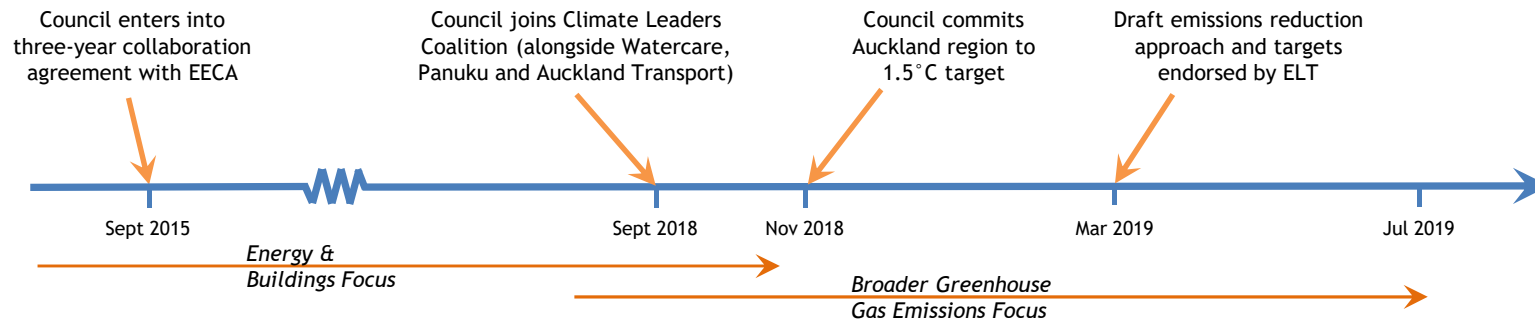 Council enters into
three-year collaboration
agreement with EECA
Council joins Climate Leaders
Coalition (alongside Watercare,
Panuku and Auckland Transport)
Council commits
Auckland region to
1.5°C target
Draft emissions reduction
approach and targets
endorsed by ELT
Sept 2015
Sept 2018
Nov 2018
Mar 2019
Jul 2019
Energy &
Buildings Focus
Broader Greenhouse
Gas Emissions Focus